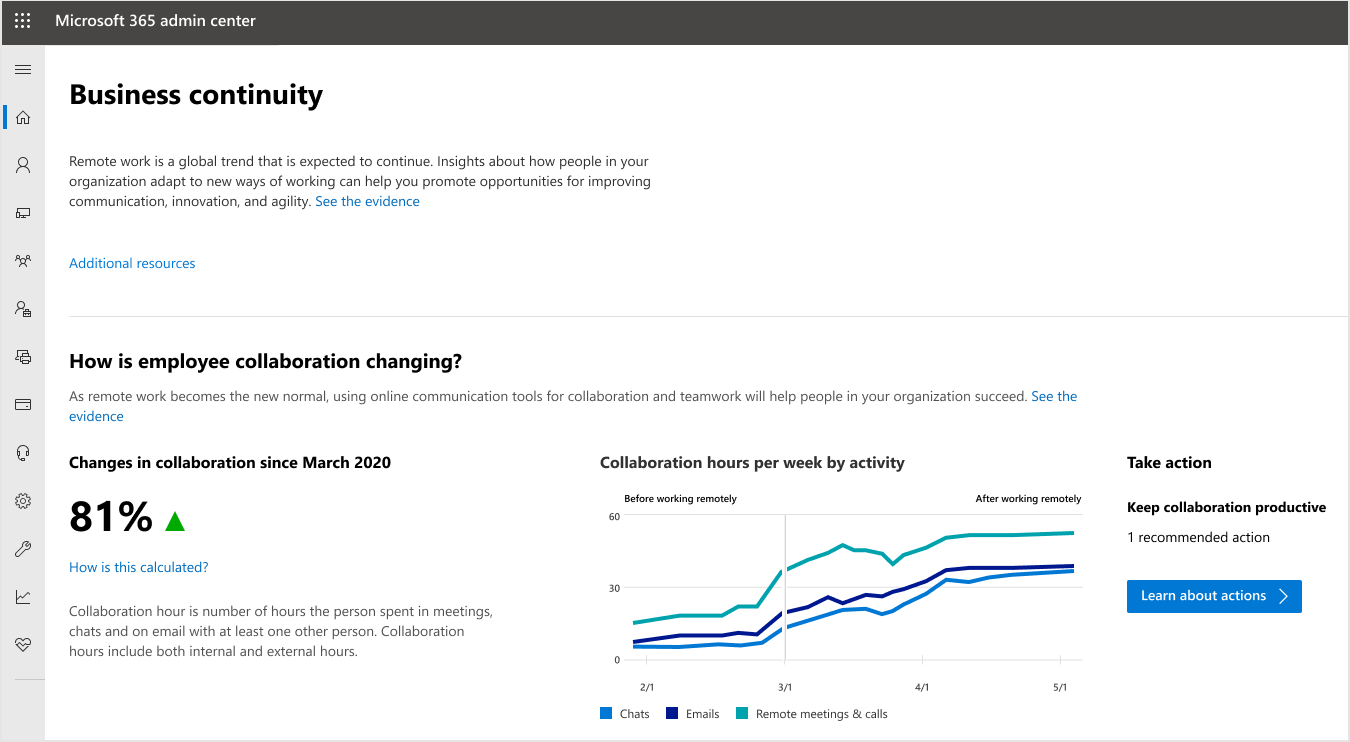 Microsoft 365 admin center
Business continuity
Remote work is a global trend that is expected to continue. Insights about how people in your
organization adapt to new ways of working can help you promote opportunities for improving
communication, innovation, and agility. See the evidence
Additional resources
How is employee collaboration changing?
As remote work becomes the new normal, using online communication tools for collaboration and teamwork will help people in your organization succeed. See the
evidence
Changes in collaboration since March 2020
81%
How is this calculated?
Collaboration hour is number of hours the person spent in meetings,
chats and on email with at least one other person. Collaboration
hours include both internal and external hours.
Collaboration hours per week by activity
Before working remotely
After working remotely
60
30
0
2/1
3/1
4/1
5/1
Chats
Emails
Remote meetings & calls
Take action
Keep collaboration productive
1 recommended action
Learn about actions